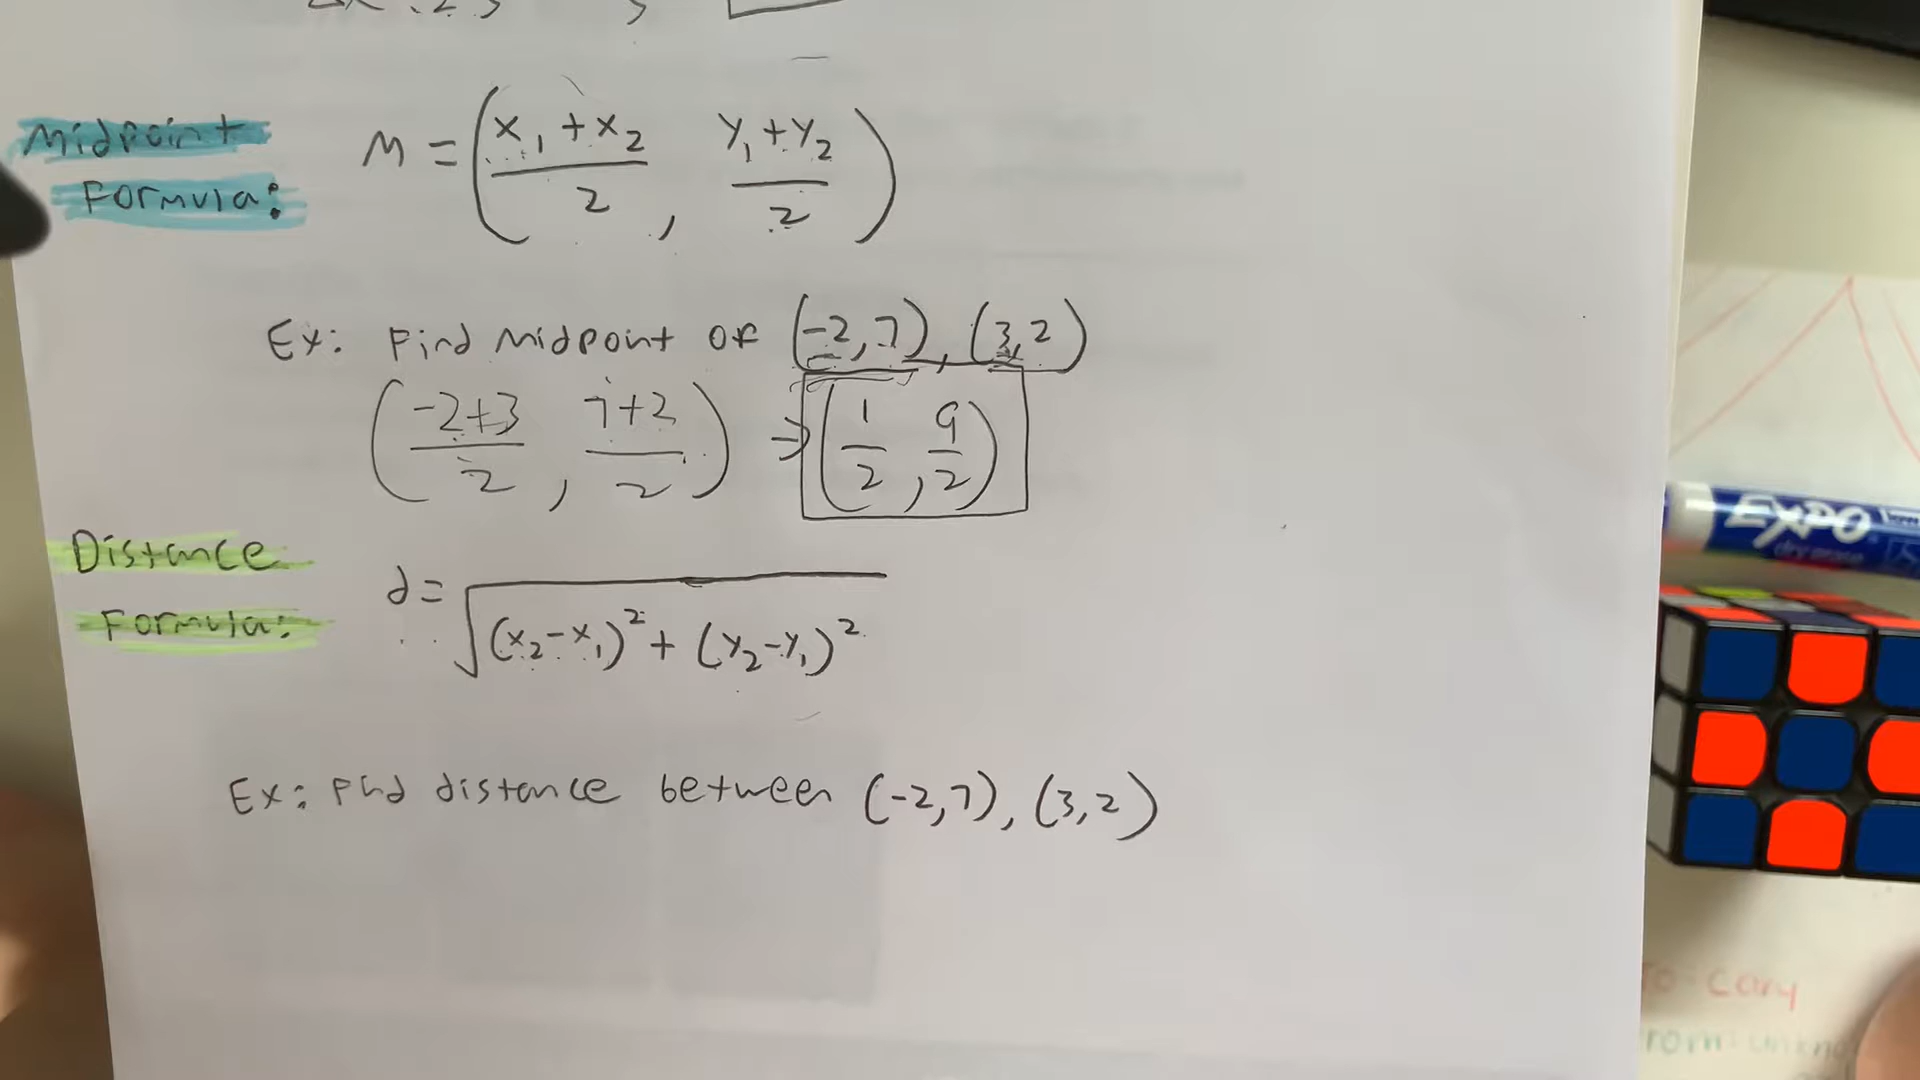 Midpoint
Formula:
M = (x₁+x₂/2, y₁+y₂/2)
Ex: Find midpoint of (-2,7), (3,2)
(-2+3/2, 7+2/2) → (1/2, 9/2)
Distance
Formula:
d = √(x₂-x₁)² + (y₂-y₁)²
Ex: Find distance between (-2,7), (3,2)
EXPO
dry erase